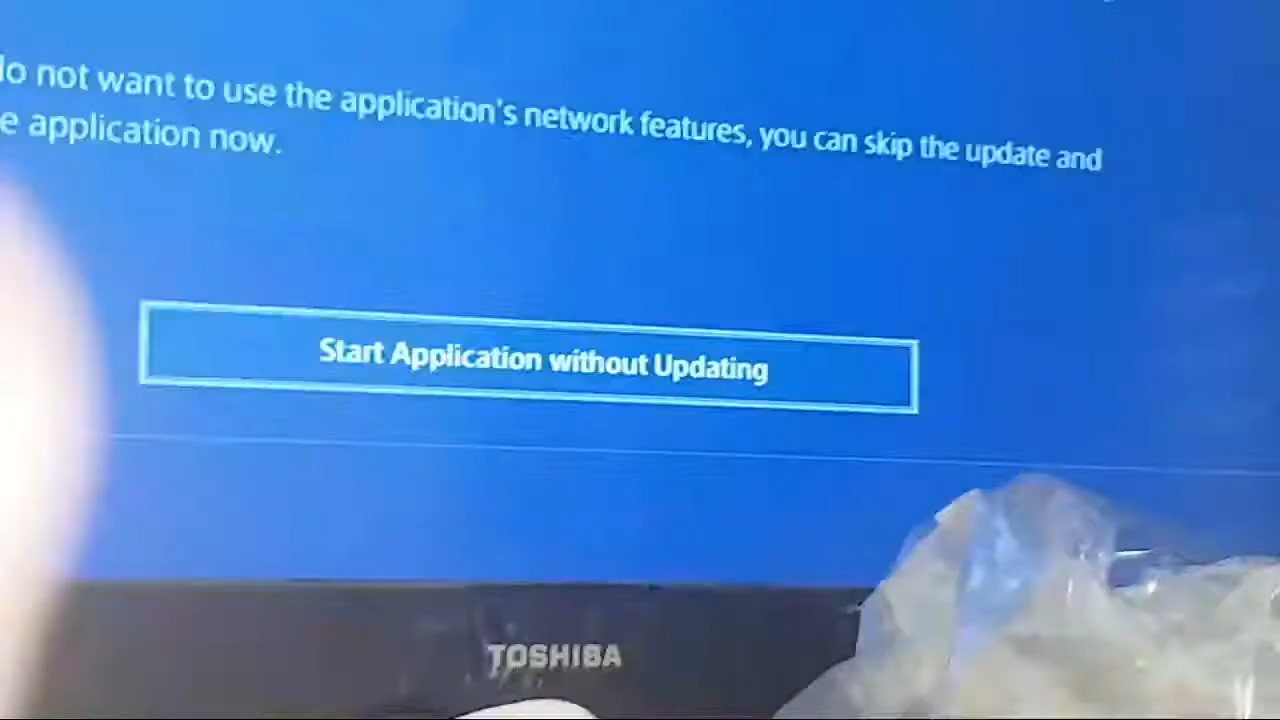 do not want to use the application's network features, you can skip the update and
e application now.
Start Application without Updating
TOSHIBA